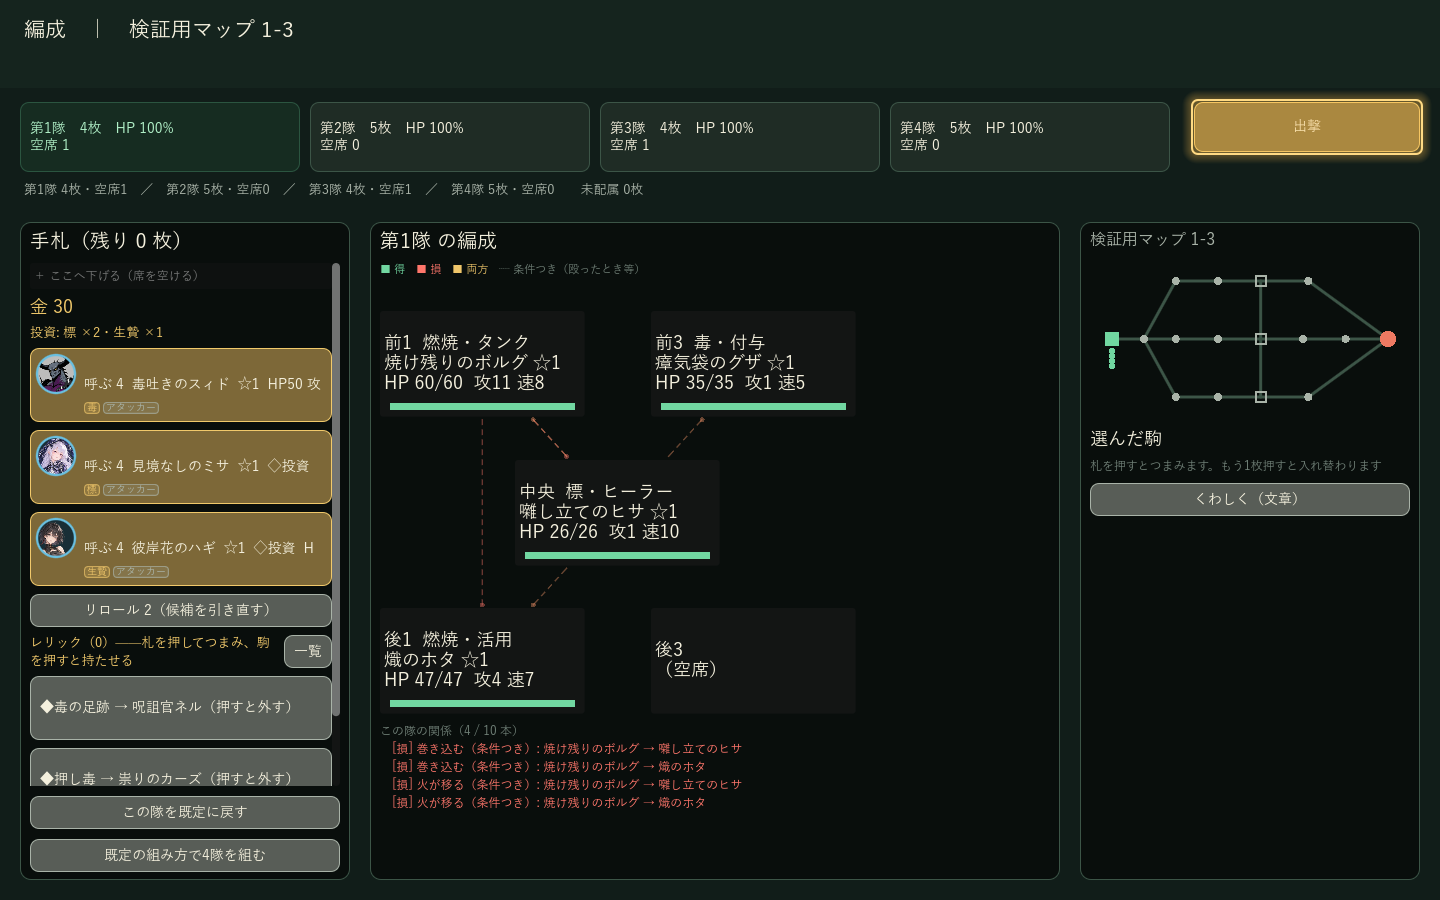 編成 ｜ 検証用マップ 1-3
第1隊 4枚 HP 100%
空席 1
第2隊 5枚 HP 100%
空席 0
第3隊 4枚 HP 100%
空席 1
第4隊 5枚 HP 100%
空席 0
出撃
第1隊 4枚・空席1 ／ 第2隊 5枚・空席0 ／ 第3隊 4枚・空席1 ／ 第4隊 5枚・空席0 未配属 0枚
手札（残り 0 枚）
＋ ここへ下げる（席を空ける）
金 30
投資: 標 ×2・生贄 ×1
呼ぶ 4 毒吐きのスィド ☆1 HP50 攻
毒 アタッカー
呼ぶ 4 見境なしのミサ ☆1 ◇投資
標 アタッカー
呼ぶ 4 彼岸花のハギ ☆1 ◇投資 H
生贄 アタッカー
リロール 2（候補を引き直す）
レリック（0）——札を押してつまみ、駒
を押すと持たせる
一覧
◆毒の足跡 → 呪詛官ネル（押すと外す）
◆押し毒 → 祟りのカーズ（押すと外す）
この隊を既定に戻す
既定の組み方で4隊を組む
第1隊 の編成
■ 得 ■ 損 ■ 両方 ┄ 条件つき（殴ったとき等）
前1 燃焼・タンク
焼け残りのボルグ ☆1
HP 60/60 攻11 速8
前3 毒・付与
瘴気袋のグザ ☆1
HP 35/35 攻1 速5
中央 標・ヒーラー
囃し立てのヒサ ☆1
HP 26/26 攻1 速10
後1 燃焼・活用
熾のホタ ☆1
HP 47/47 攻4 速7
後3
（空席）
この隊の関係（4 / 10 本）
[損] 巻き込む（条件つき）: 焼け残りのボルグ → 囃し立てのヒサ
[損] 巻き込む（条件つき）: 焼け残りのボルグ → 熾のホタ
[損] 火が移る（条件つき）: 焼け残りのボルグ → 囃し立てのヒサ
[損] 火が移る（条件つき）: 焼け残りのボルグ → 熾のホタ
検証用マップ 1-3
選んだ駒
札を押すとつまみます。もう1枚押すと入れ替わります
くわしく（文章）